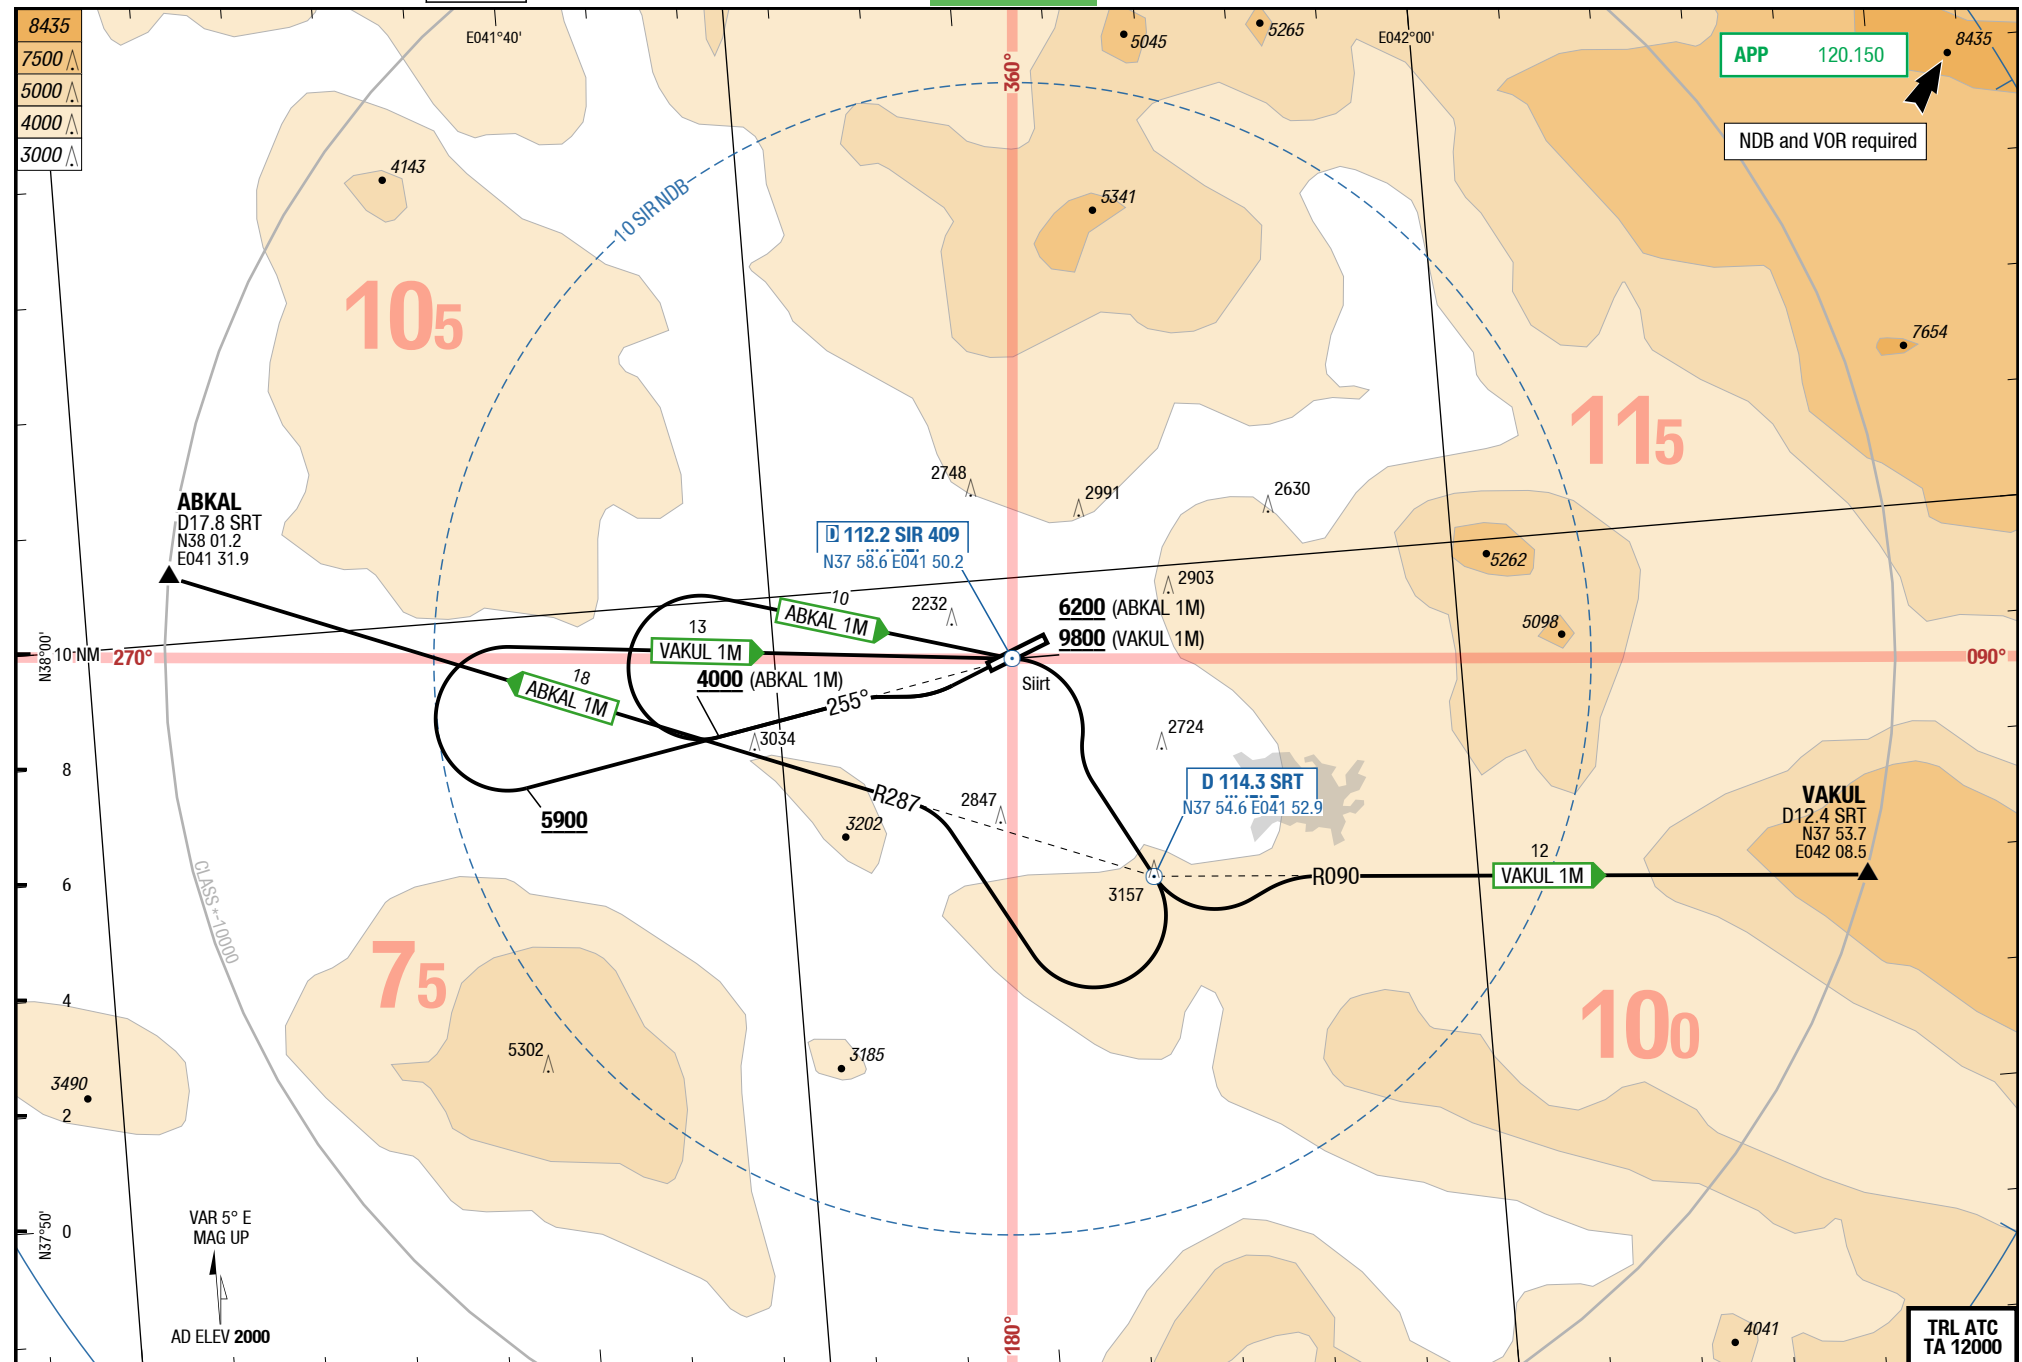 8435
7500
5000
4000
3000
E041°40'
360°
5045
5265
E042°00'
APP 120.150
8435
NDB and VOR required
4143
10 SIR NDB
5341
105
7654
115
2748
2991
2630
ABKAL
D17.8 SRT
N38 01.2
E041 31.9
D 112.2 SIR 409
N37 58.6 E041 50.2
5262
2903
5098
10
ABKAL 1M
2232
6200 (ABKAL 1M)
9800 (VAKUL 1M)
13
VAKUL 1M
N38°00'
10 NM
270°
090°
4000 (ABKAL 1M)
Siirt
18
ABKAL 1M
255°
3034
2724
8
D 114.3 SRT
N37 54.6 E041 52.9
R287
2847
5900
3202
VAKUL
D12.4 SRT
N37 53.7
E042 08.5
12
VAKUL 1M
R090
3157
6
CLASS *-10000
75
4
100
5302
3185
3490
2
N37°50'
0
VAR 5° E
MAG UP
AD ELEV 2000
180°
4041
TRL ATC
TA 12000